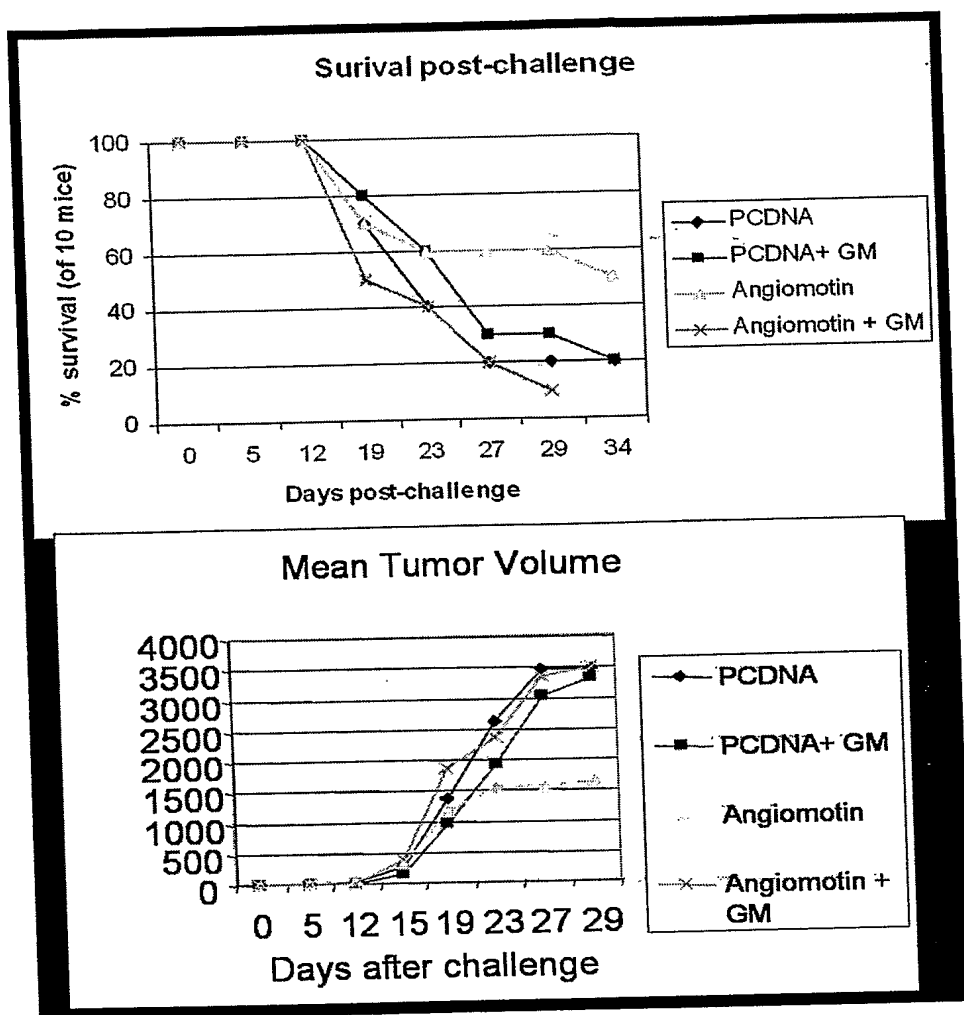 Surival post-challenge
% survival (of 10 mice)
100
80
60
40
20
0
0 5 12 19 23 27 29 34
Days post-challenge
PCDNA
PCDNA+ GM
Angiomotin
Angiomotin + GM
Mean Tumor Volume
4000
3500
3000
2500
2000
1500
1000
500
0
0 5 12 15 19 23 27 29
Days after challenge
PCDNA
PCDNA+ GM
Angiomotin
Angiomotin +
GM